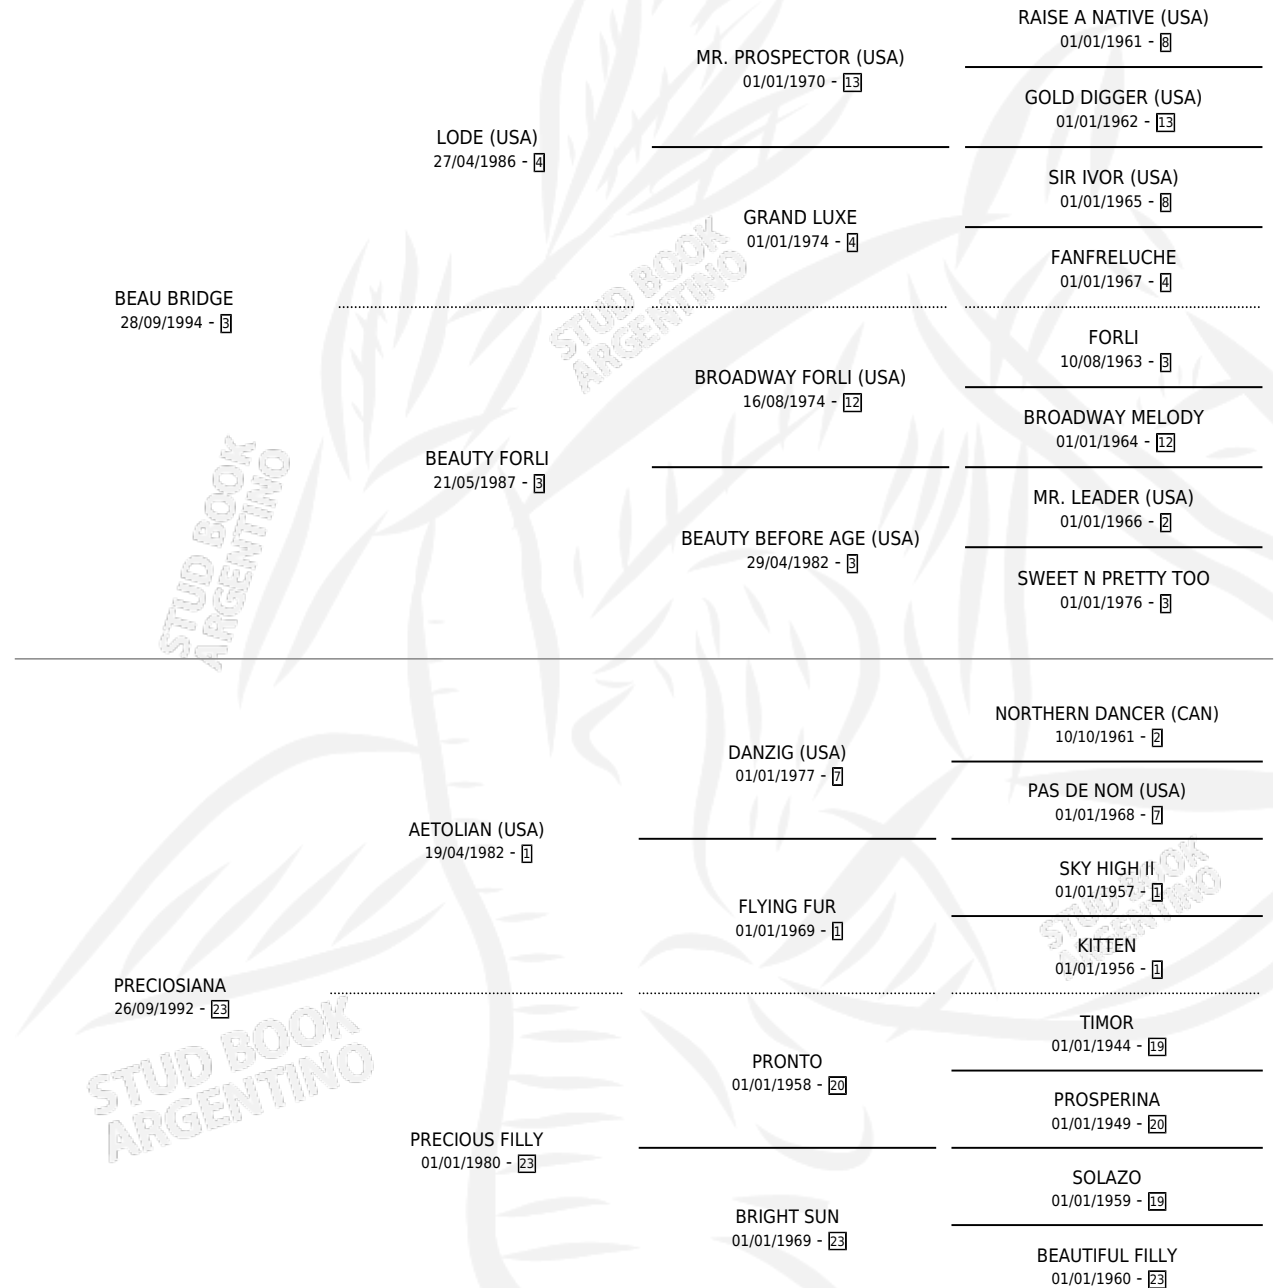 RAISE A NATIVE (USA)
01/01/1961 - 8
MR. PROSPECTOR (USA)
01/01/1970 - 13
GOLD DIGGER (USA)
01/01/1962 - 13
LODE (USA)
27/04/1986 - 4
SIR IVOR (USA)
01/01/1965 - 8
GRAND LUXE
01/01/1974 - 4
FANFRELUCHE
01/01/1967 - 4
BEAU BRIDGE
28/09/1994 - 3
FORLI
10/08/1963 - 3
BROADWAY FORLI (USA)
16/08/1974 - 12
BROADWAY MELODY
01/01/1964 - 12
BEAUTY FORLI
21/05/1987 - 3
MR. LEADER (USA)
01/01/1966 - 2
BEAUTY BEFORE AGE (USA)
29/04/1982 - 3
SWEET N PRETTY TOO
01/01/1976 - 3
NORTHERN DANCER (CAN)
10/10/1961 - 2
DANZIG (USA)
01/01/1977 - 7
PAS DE NOM (USA)
01/01/1968 - 7
AETOLIAN (USA)
19/04/1982 - 1
SKY HIGH II
01/01/1957 - 1
FLYING FUR
01/01/1969 - 1
KITTEN
01/01/1956 - 1
PRECIOSIANA
26/09/1992 - 23
TIMOR
01/01/1944 - 19
PRONTO
01/01/1958 - 20
PROSPERINA
01/01/1949 - 20
PRECIOUS FILLY
01/01/1980 - 23
SOLAZO
01/01/1959 - 19
BRIGHT SUN
01/01/1969 - 23
BEAUTIFUL FILLY
01/01/1960 - 23
STUD BOOK
ARGENTINO
STUD BOOK
ARGENTINO
STUD BOOK
ARGENTINO
STUD BOOK
ARGENTINO